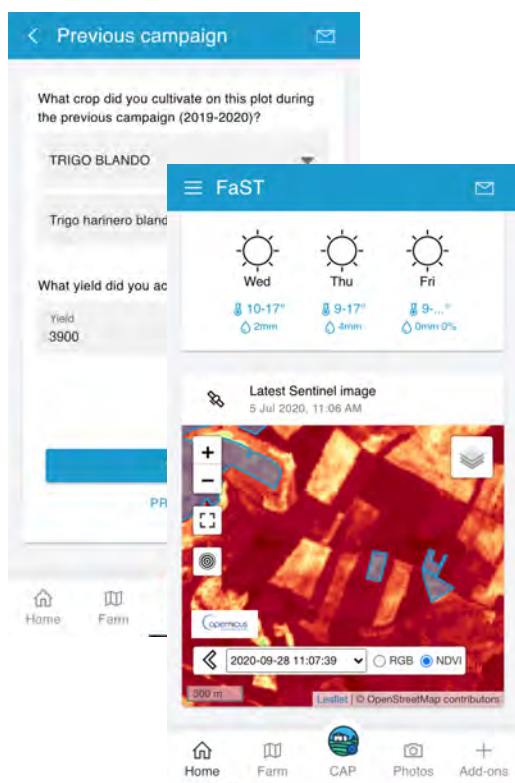 Previous campaign
What crop did you cultivate on this plot during
the previous campaign (2019-2020)?
TRIGO BLANDO
Trigo harinero bland
What yield did you ac
Yield
3900
PR
Home Farm
FaST
Wed Thu Fri
10-17° 9-17° 9-...°
2mm 4mm 0mm 0%
Latest Sentinel image
5 Jul 2020, 11:06 AM
+
−
opernicus
2020-09-28 11:07:39 RGB NDVI
300 m
Leaflet | © OpenStreetMap contributors
Home Farm CAP Photos Add-ons